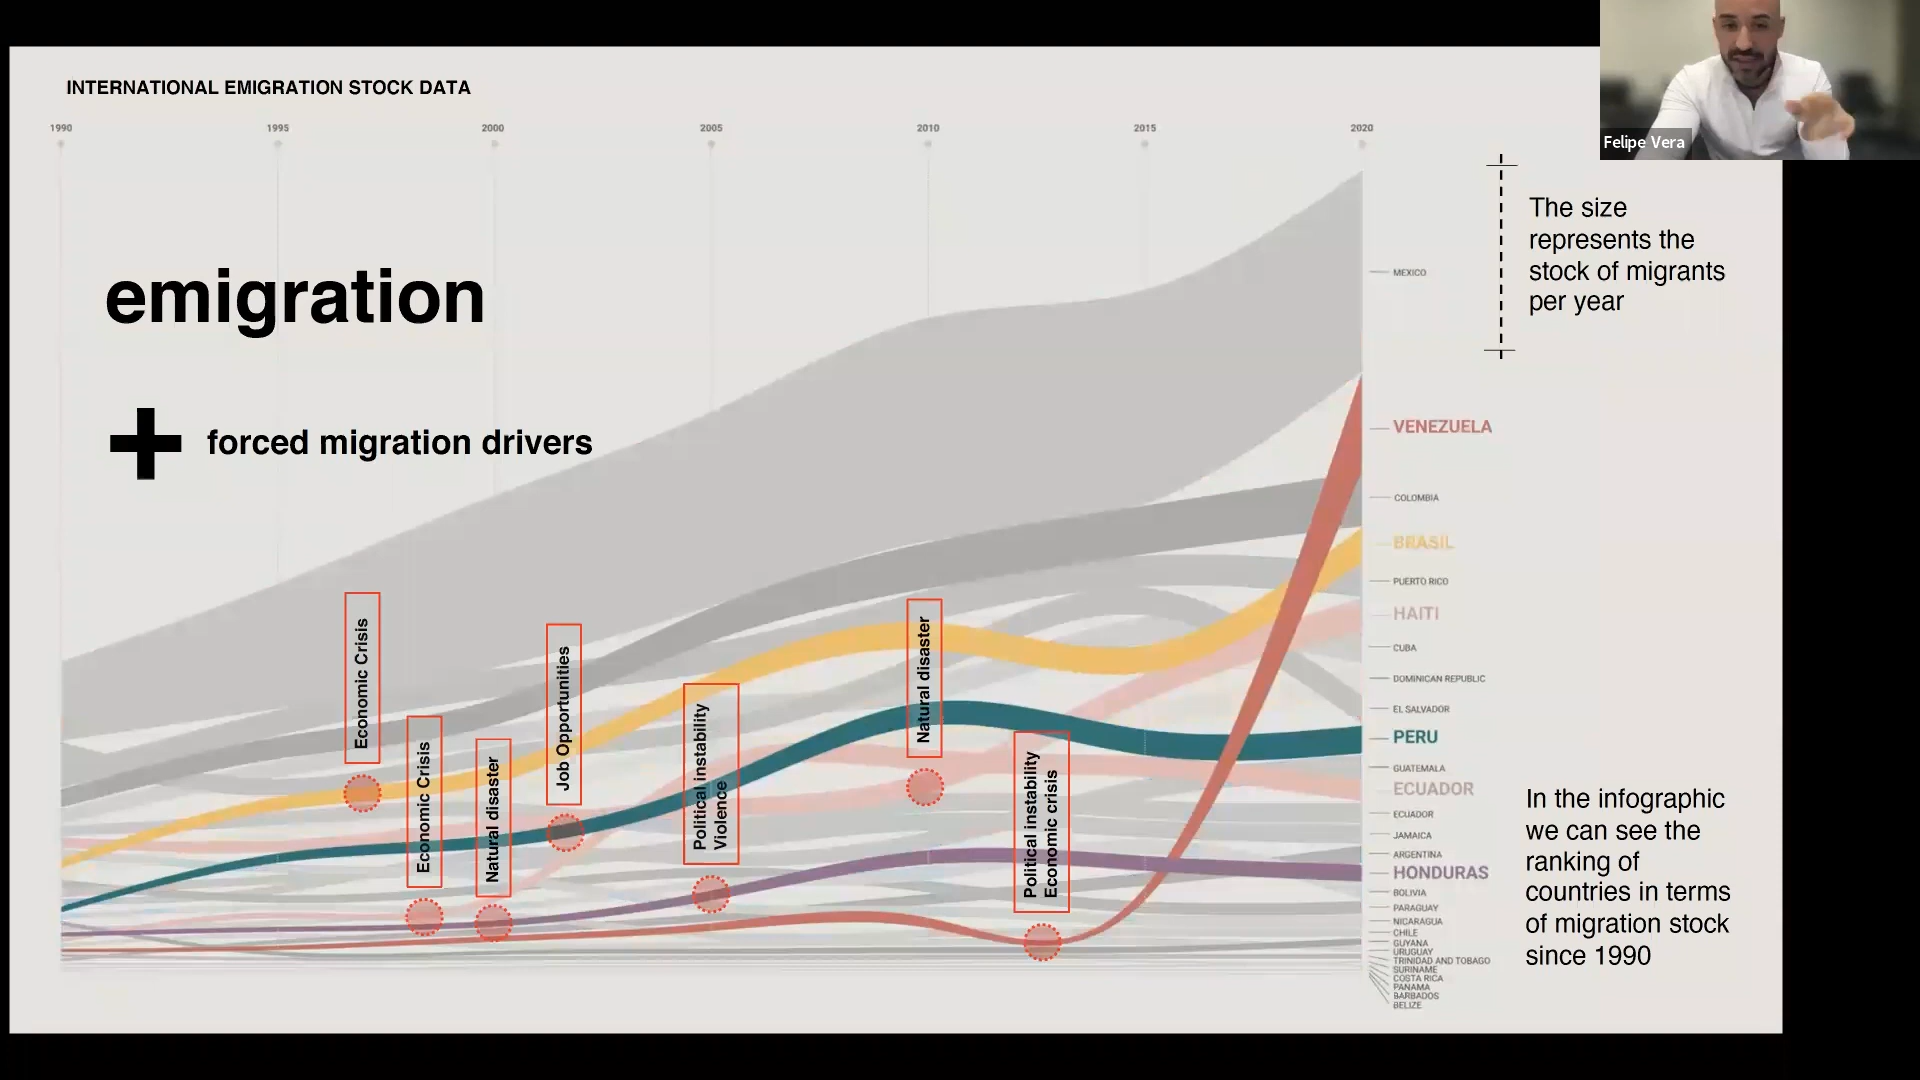 INTERNATIONAL EMIGRATION STOCK DATA
1990 1995 2000 2005 2010 2015 2020
Felipe Vera
The size
represents the
stock of migrants
per year
emigration
+ forced migration drivers
Economic Crisis
Economic Crisis
Natural disaster
Job Opportunities
Political instability
Violence
Natural disaster
Political instability
Economic crisis
MEXICO
VENEZUELA
COLOMBIA
BRASIL
PUERTO RICO
HAITI
CUBA
DOMINICAN REPUBLIC
EL SALVADOR
PERU
GUATEMALA
ECUADOR
ECUADOR
JAMAICA
ARGENTINA
HONDURAS
BOLIVIA
PARAGUAY
NICARAGUA
CHILE
GUYANA
URUGUAY
TRINIDAD AND TOBAGO
SURINAME
COSTA RICA
PANAMA
BARBADOS
BELIZE
In the infographic
we can see the
ranking of
countries in terms
of migration stock
since 1990